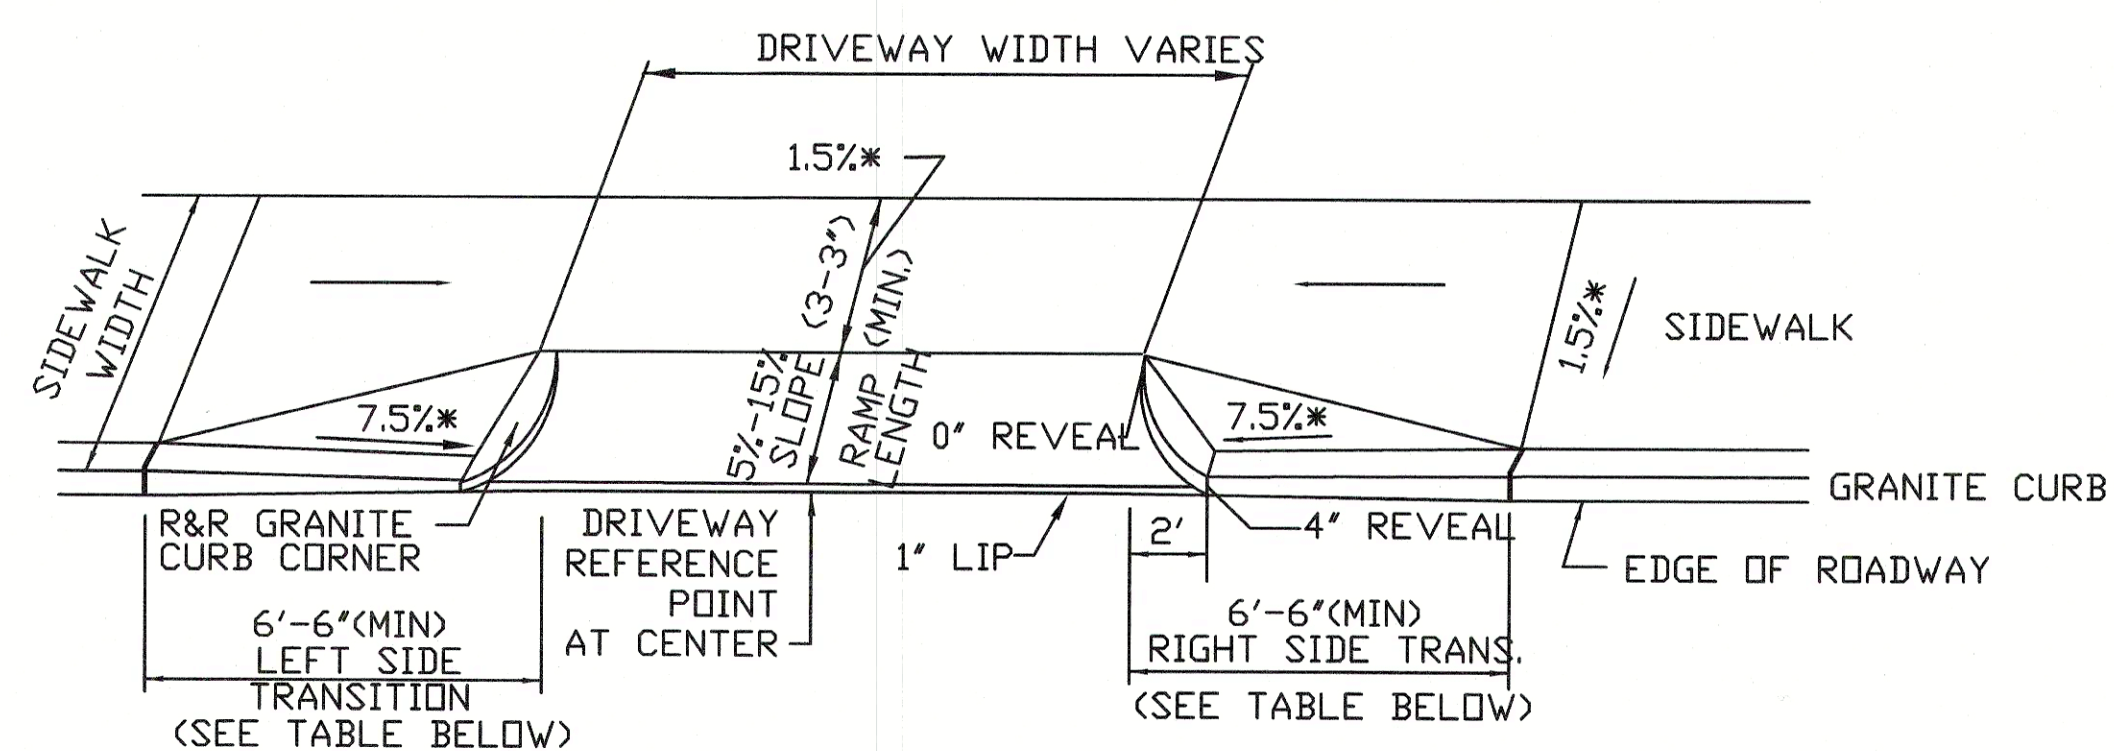 DRIVEWAY WIDTH VARIES
1.5%*
SIDEWALK
WIDTH
(3-3")
(MIN.)
1.5%*
SIDEWALK
7.5%*
5%-15%
SLOPE
RAMP
LENGTH
0" REVEAL
7.5%*
GRANITE CURB
R&R GRANITE
CURB CORNER
DRIVEWAY
REFERENCE
POINT
AT CENTER
1" LIP
2'
4" REVEAL
EDGE OF ROADWAY
6'-6"(MIN)
LEFT SIDE
TRANSITION
(SEE TABLE BELOW)
6'-6"(MIN)
RIGHT SIDE TRANS.
(SEE TABLE BELOW)